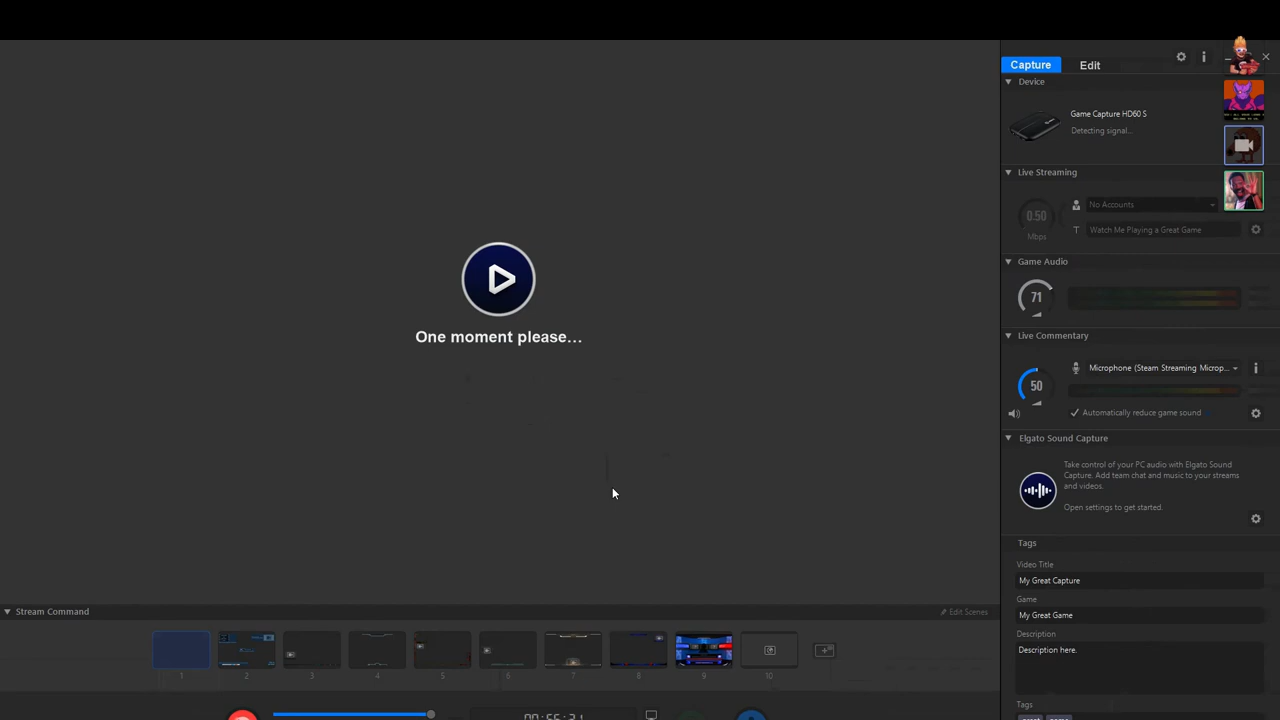 Capture
Edit
Device
Game Capture HD60 S
Detecting signal...
Live Streaming
0.50
Mbps
No Accounts
Watch Me Playing a Great Game
Game Audio
71
One moment please...
Live Commentary
50
Microphone (Steam Streaming Microp...
Automatically reduce game sound
Elgato Sound Capture
Take control of your PC audio with Elgato Sound
Capture. Add team chat and music to your streams
and videos.
Open settings to get started.
Tags
Video Title
My Great Capture
Game
My Great Game
Description
Description here.
Tags
Stream Command
Edit Scenes
1 2 3 4 5 6 7 8 9 10